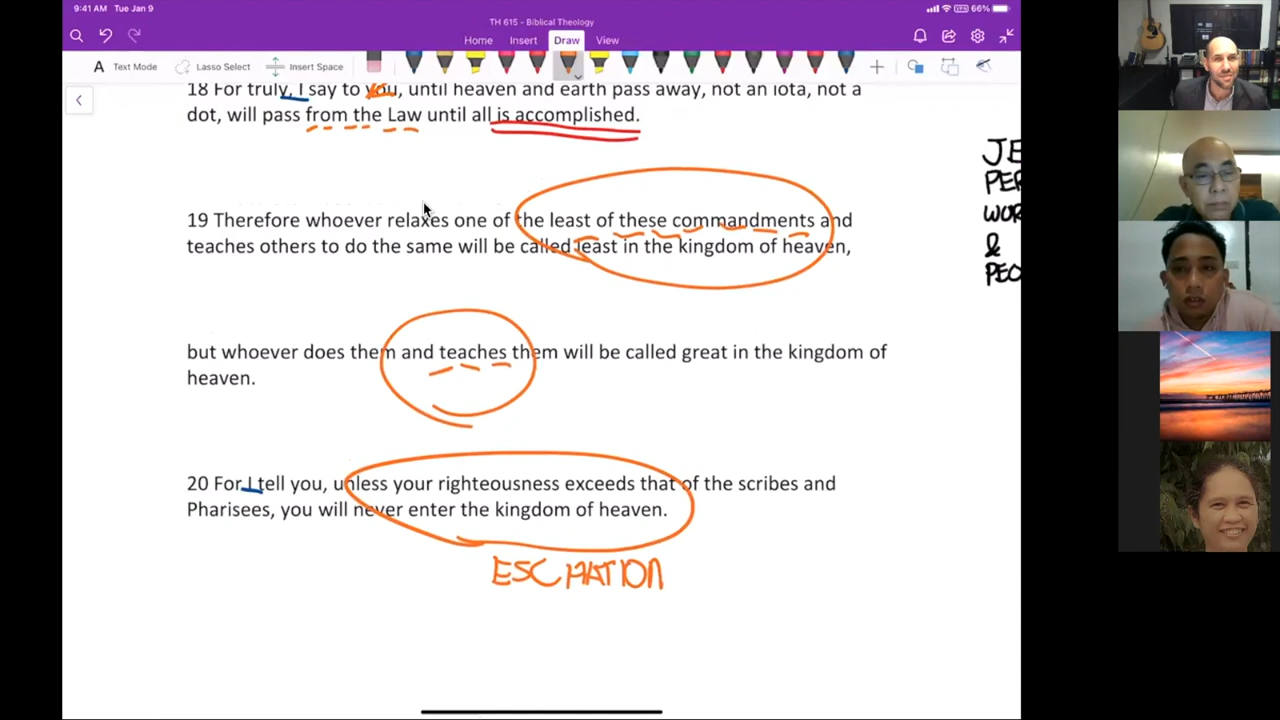 9:41 AM Tue Jan 9
66%
TH 615 - Biblical Theology
Home Insert Draw View
Text Mode Lasso Select Insert Space
18 For truly, I say to you, until heaven and earth pass away, not an iota, not a
dot, will pass from the Law until all is accomplished.
19 Therefore whoever relaxes one of the least of these commandments and
teaches others to do the same will be called least in the kingdom of heaven,
but whoever does them and teaches them will be called great in the kingdom of
heaven.
20 For I tell you, unless your righteousness exceeds that of the scribes and
Pharisees, you will never enter the kingdom of heaven.
ESCHATION
JE
PER
WOR
&
PEO